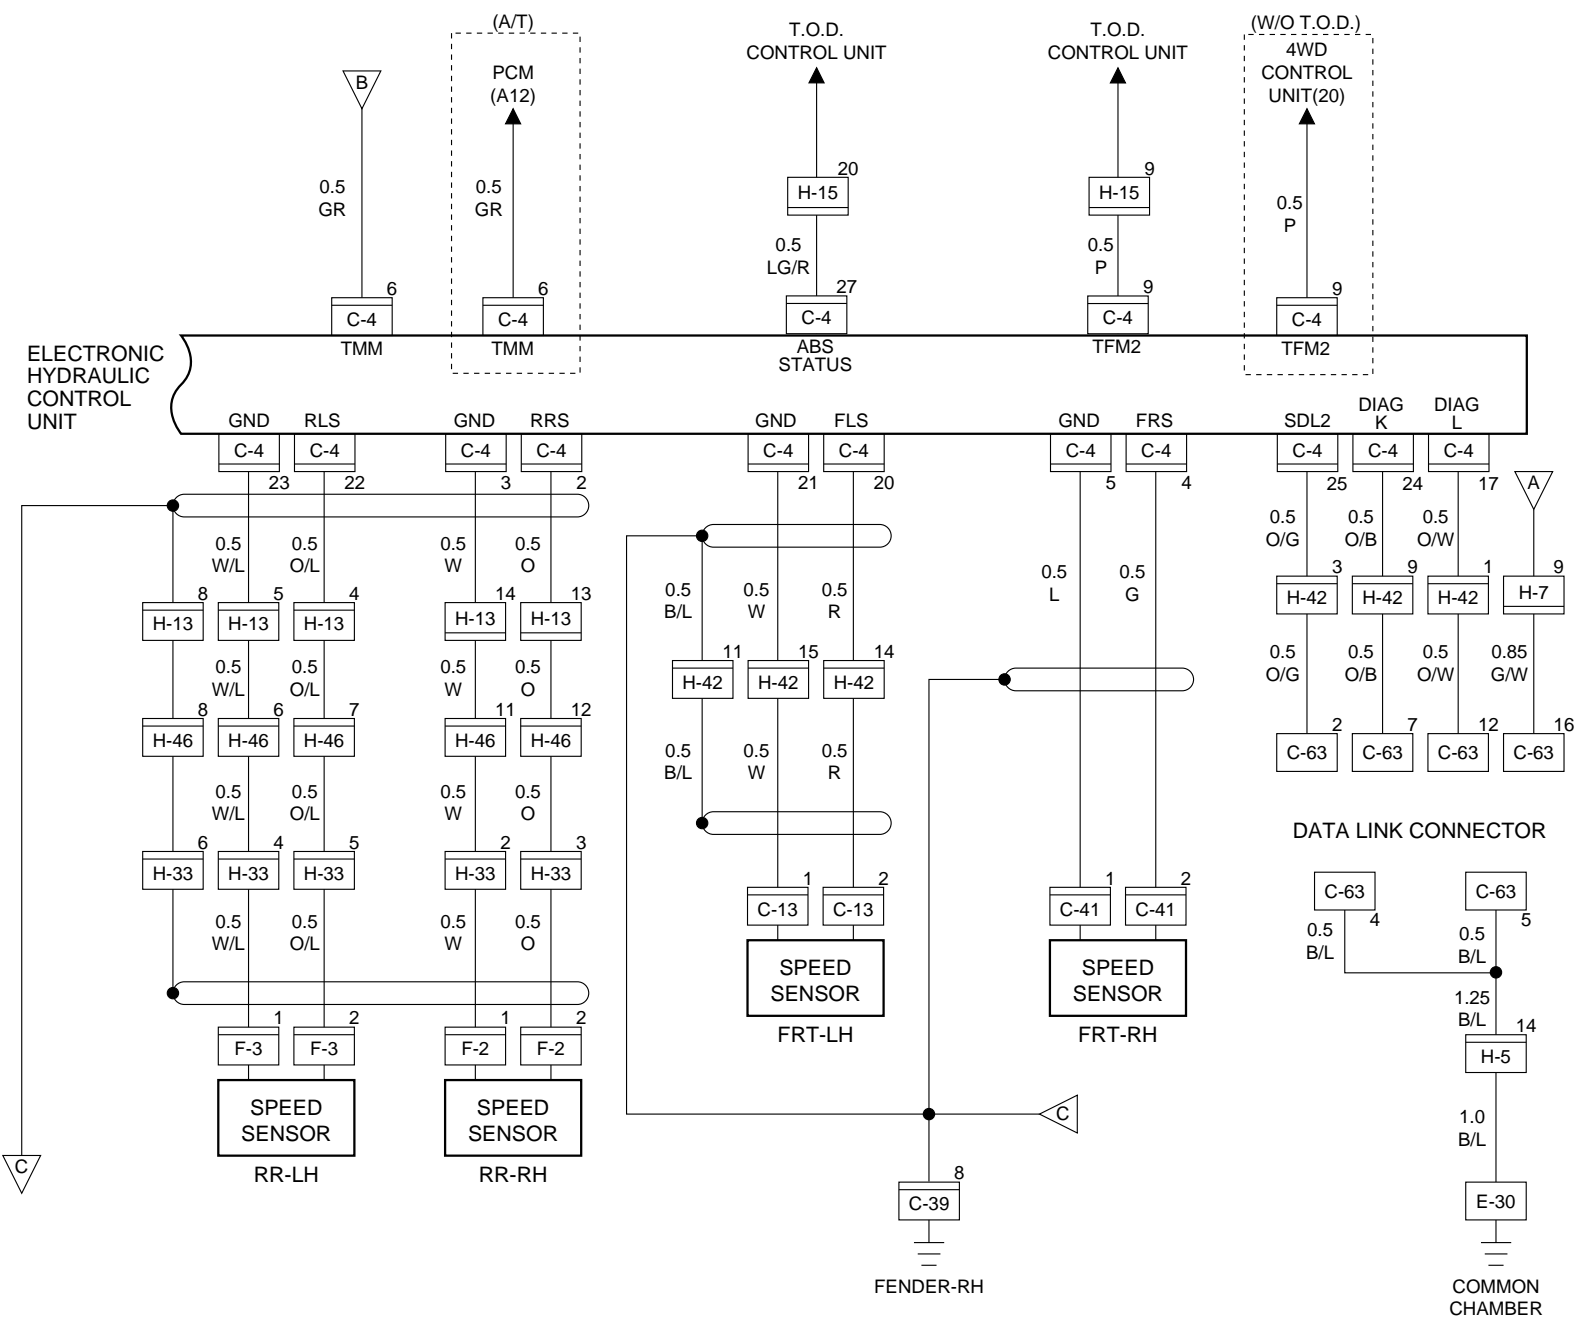 (A/T)
T.O.D.
CONTROL UNIT
T.O.D.
CONTROL UNIT
(W/O T.O.D.)
B
PCM
(A12)
4WD
CONTROL
UNIT(20)
20
H-15
9
H-15
0.5
GR
0.5
GR
0.5
LG/R
0.5
P
0.5
P
6
C-4
6
C-4
27
C-4
9
C-4
9
C-4
TMM
TMM
ABS
STATUS
TFM2
TFM2
ELECTRONIC
HYDRAULIC
CONTROL
UNIT
GND RLS GND RRS GND FLS GND FRS SDL2
DIAG
K
DIAG
L
C-4 C-4 C-4 C-4 C-4 C-4 C-4 C-4 C-4 C-4 C-4
23 22 3 2 21 20 5 4 25 24 17
A
0.5
W/L
0.5
O/L
0.5
W
0.5
O
0.5
B/L
0.5
W
0.5
R
0.5
L
0.5
G
0.5
O/G
0.5
O/B
0.5
O/W
8 5 4 14 13
H-13 H-13 H-13 H-13 H-13
3 9 1 9
H-42 H-42 H-42 H-7
0.5
W/L
0.5
O/L
0.5
W
0.5
O
11 15 14
H-42 H-42 H-42
0.5
O/G
0.5
O/B
0.5
O/W
0.85
G/W
8 6 7 11 12
H-46 H-46 H-46 H-46 H-46
2 7 12 16
C-63 C-63 C-63 C-63
0.5
W/L
0.5
O/L
0.5
W
0.5
O
0.5
B/L
0.5
W
0.5
R
DATA LINK CONNECTOR
6 4 5 2 3
H-33 H-33 H-33 H-33 H-33
1 2 1 2
C-13 C-13 C-41 C-41
C-63 C-63
4 5
0.5
W/L
0.5
O/L
0.5
W
0.5
O
0.5
B/L
0.5
B/L
SPEED
SENSOR
FRT-LH
SPEED
SENSOR
FRT-RH
1.25
B/L
14
H-5
1 2 1 2
F-3 F-3 F-2 F-2
SPEED
SENSOR
RR-LH
SPEED
SENSOR
RR-RH
C
C
1.0
B/L
8
C-39
FENDER-RH
E-30
COMMON
CHAMBER